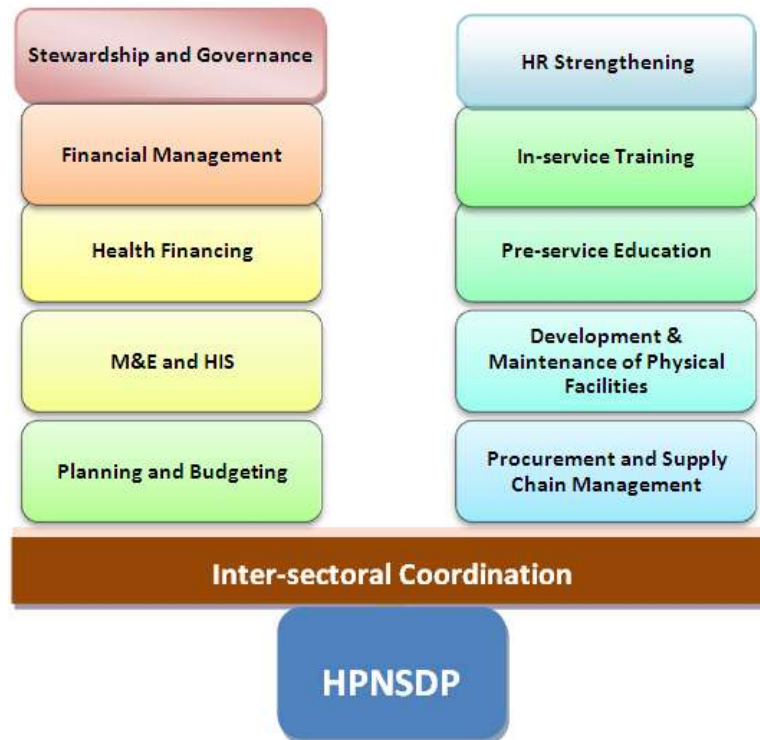 Stewardship and Governance
Financial Management
Health Financing
M&E and HIS
Planning and Budgeting
HR Strengthening
In-service Training
Pre-service Education
Development &
Maintenance of Physical
Facilities
Procurement and Supply
Chain Management
Inter-sectoral Coordination
HPNSDP